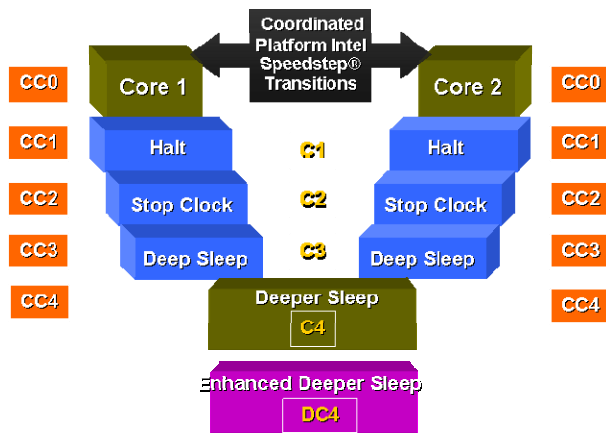 Coordinated
Platform Intel
Speedstep®
Transitions
CC0
Core 1
Core 2
CC0
CC1
Halt
C1
Halt
CC1
CC2
Stop Clock
C2
Stop Clock
CC2
CC3
Deep Sleep
C3
Deep Sleep
CC3
CC4
Deeper Sleep
CC4
C4
Enhanced Deeper Sleep
DC4